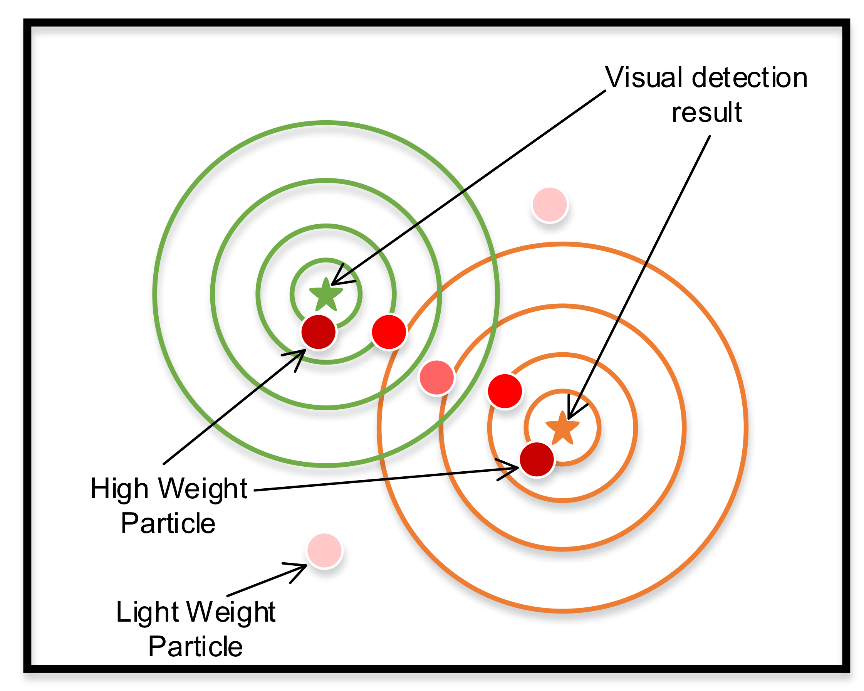 Visual detection
result
High Weight
Particle
Light Weight
Particle